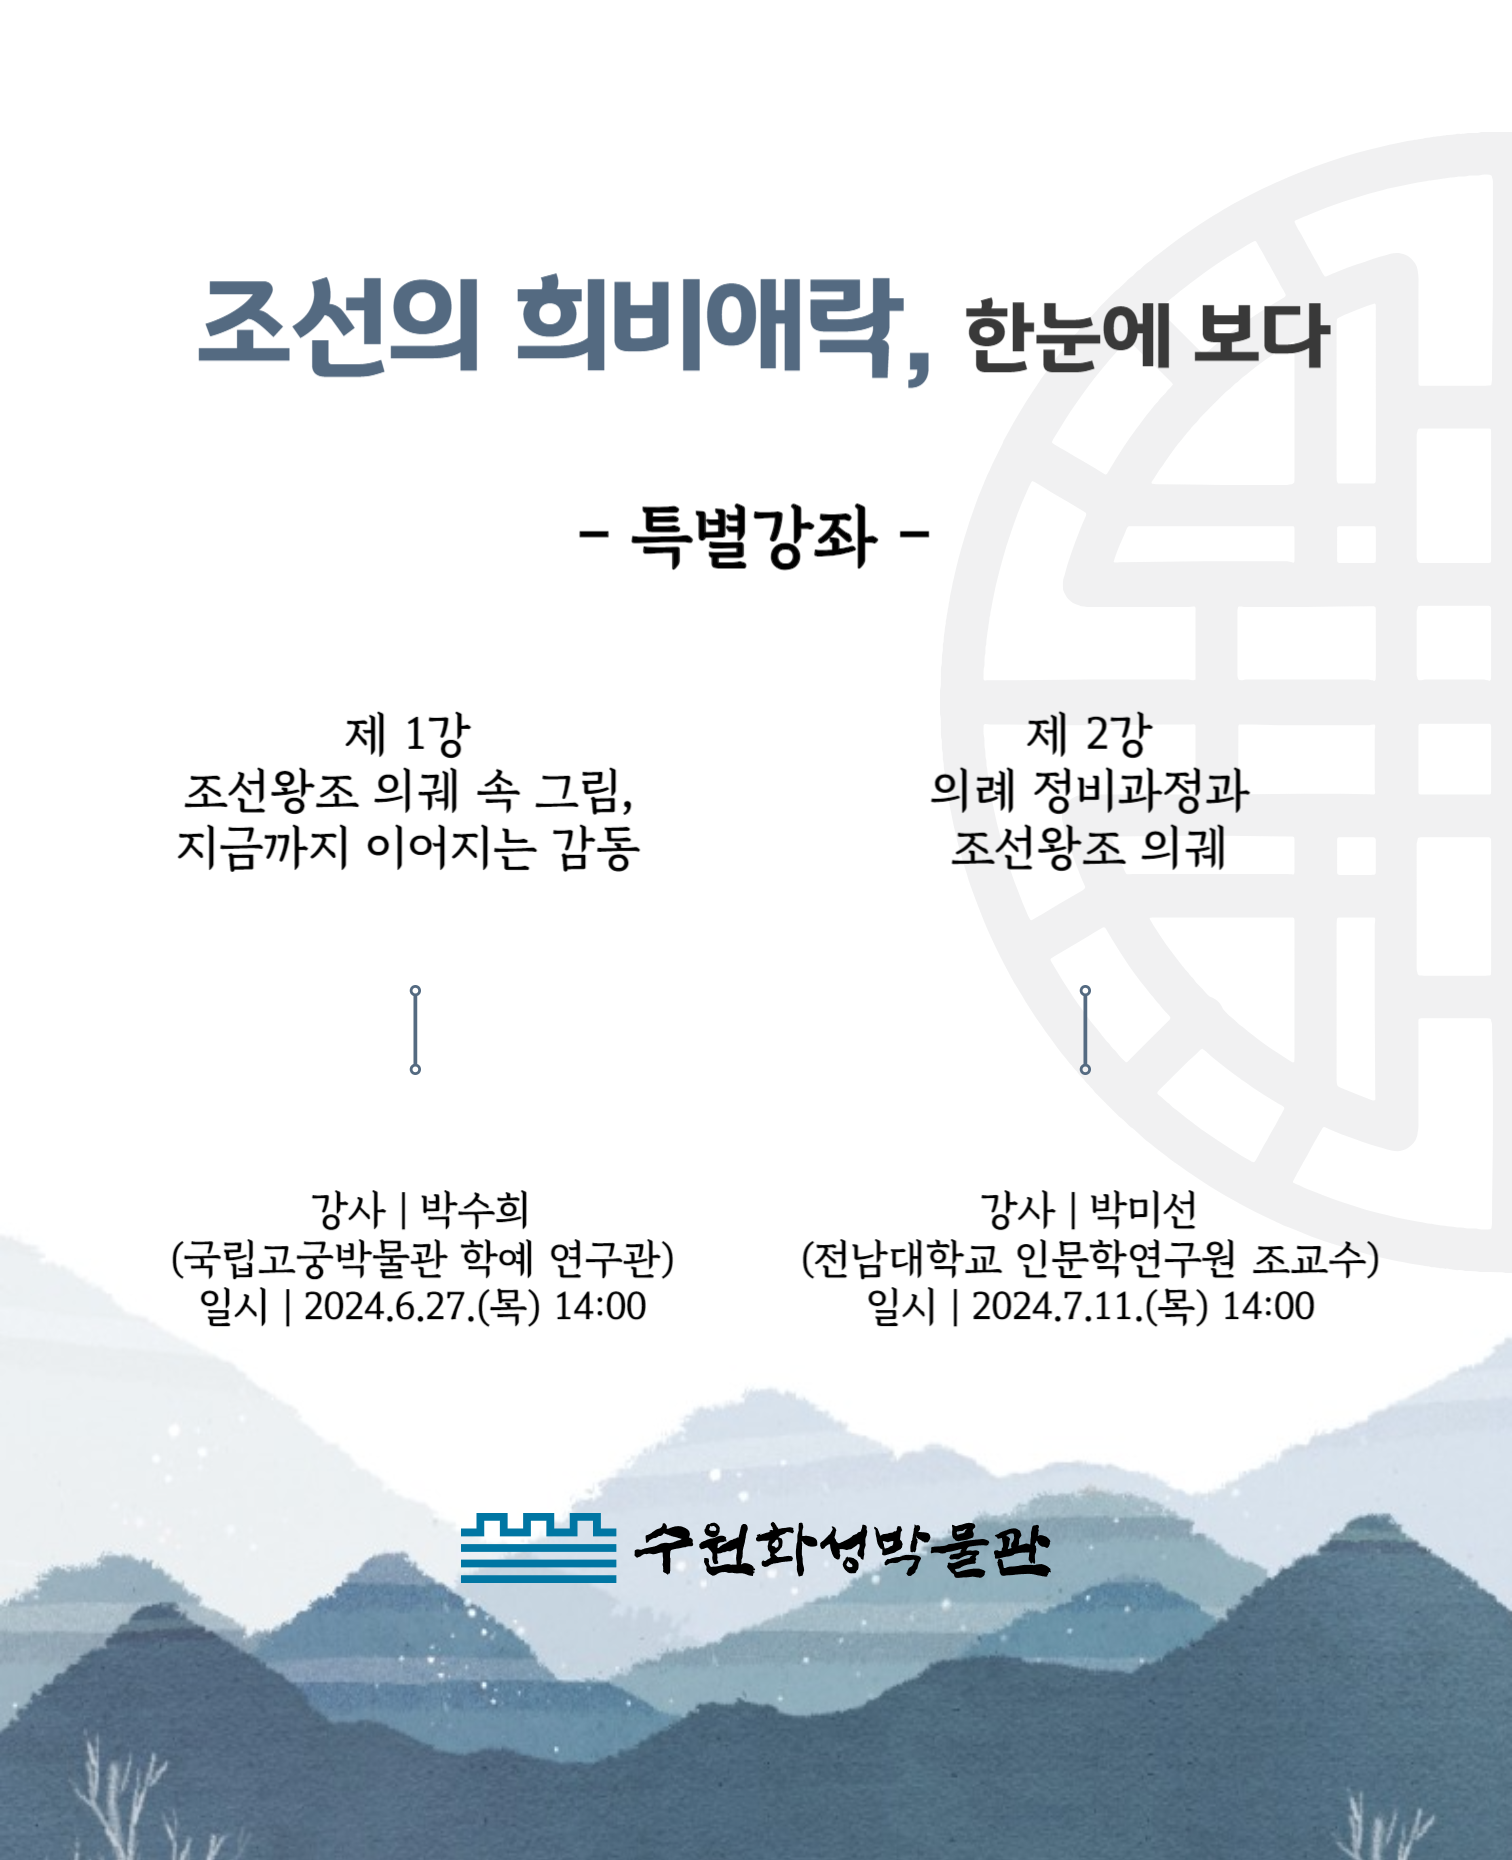 조선의 희비애락, 한눈에 보다
- 특별강좌 -
제 1강
조선왕조 의궤 속 그림,
지금까지 이어지는 감동
강사 | 박수희
(국립고궁박물관 학예 연구관)
일시 | 2024.6.27.(목) 14:00
제 2강
의례 정비과정과
조선왕조 의궤
강사 | 박미선
(전남대학교 인문학연구원 조교수)
일시 | 2024.7.11.(목) 14:00
수원화성박물관